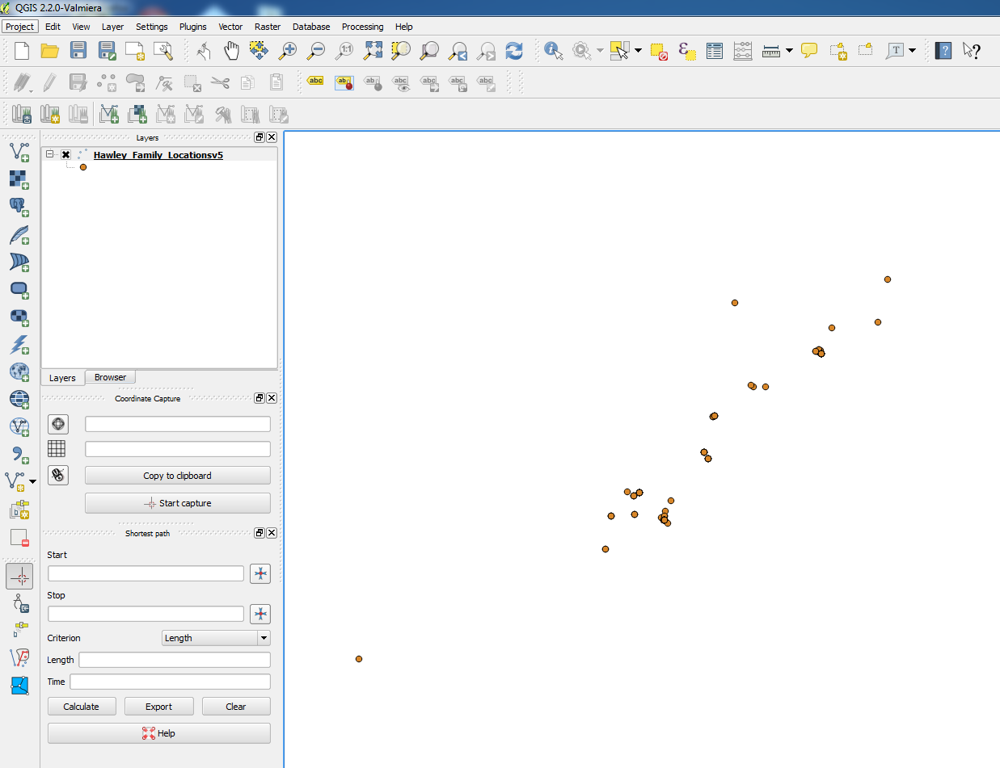 QGIS 2.2.0-Valmiera
Project Edit View Layer Settings Plugins Vector Raster Database Processing Help
1:1
ε
T
?
?
abc
abc
abc
abc
abc
abc
abc
Layers
Hawley_Family_Locationsv5
Layers Browser
Coordinate Capture
Copy to clipboard
Start capture
Shortest path
Start
Stop
Criterion Length
Length
Time
Calculate Export Clear
Help